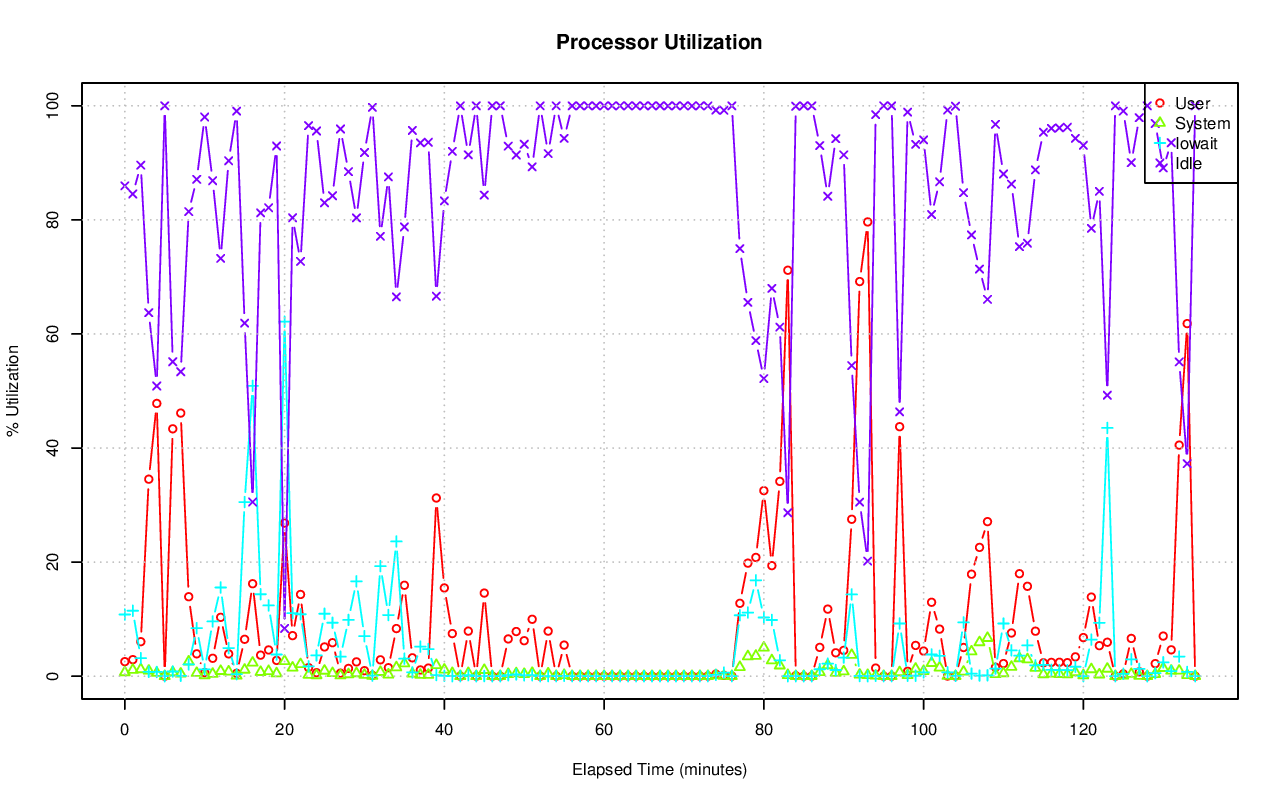 Processor Utilization
% Utilization
100
80
60
40
20
0
User
System
Iowait
Idle
0 20 40 60 80 100 120
Elapsed Time (minutes)